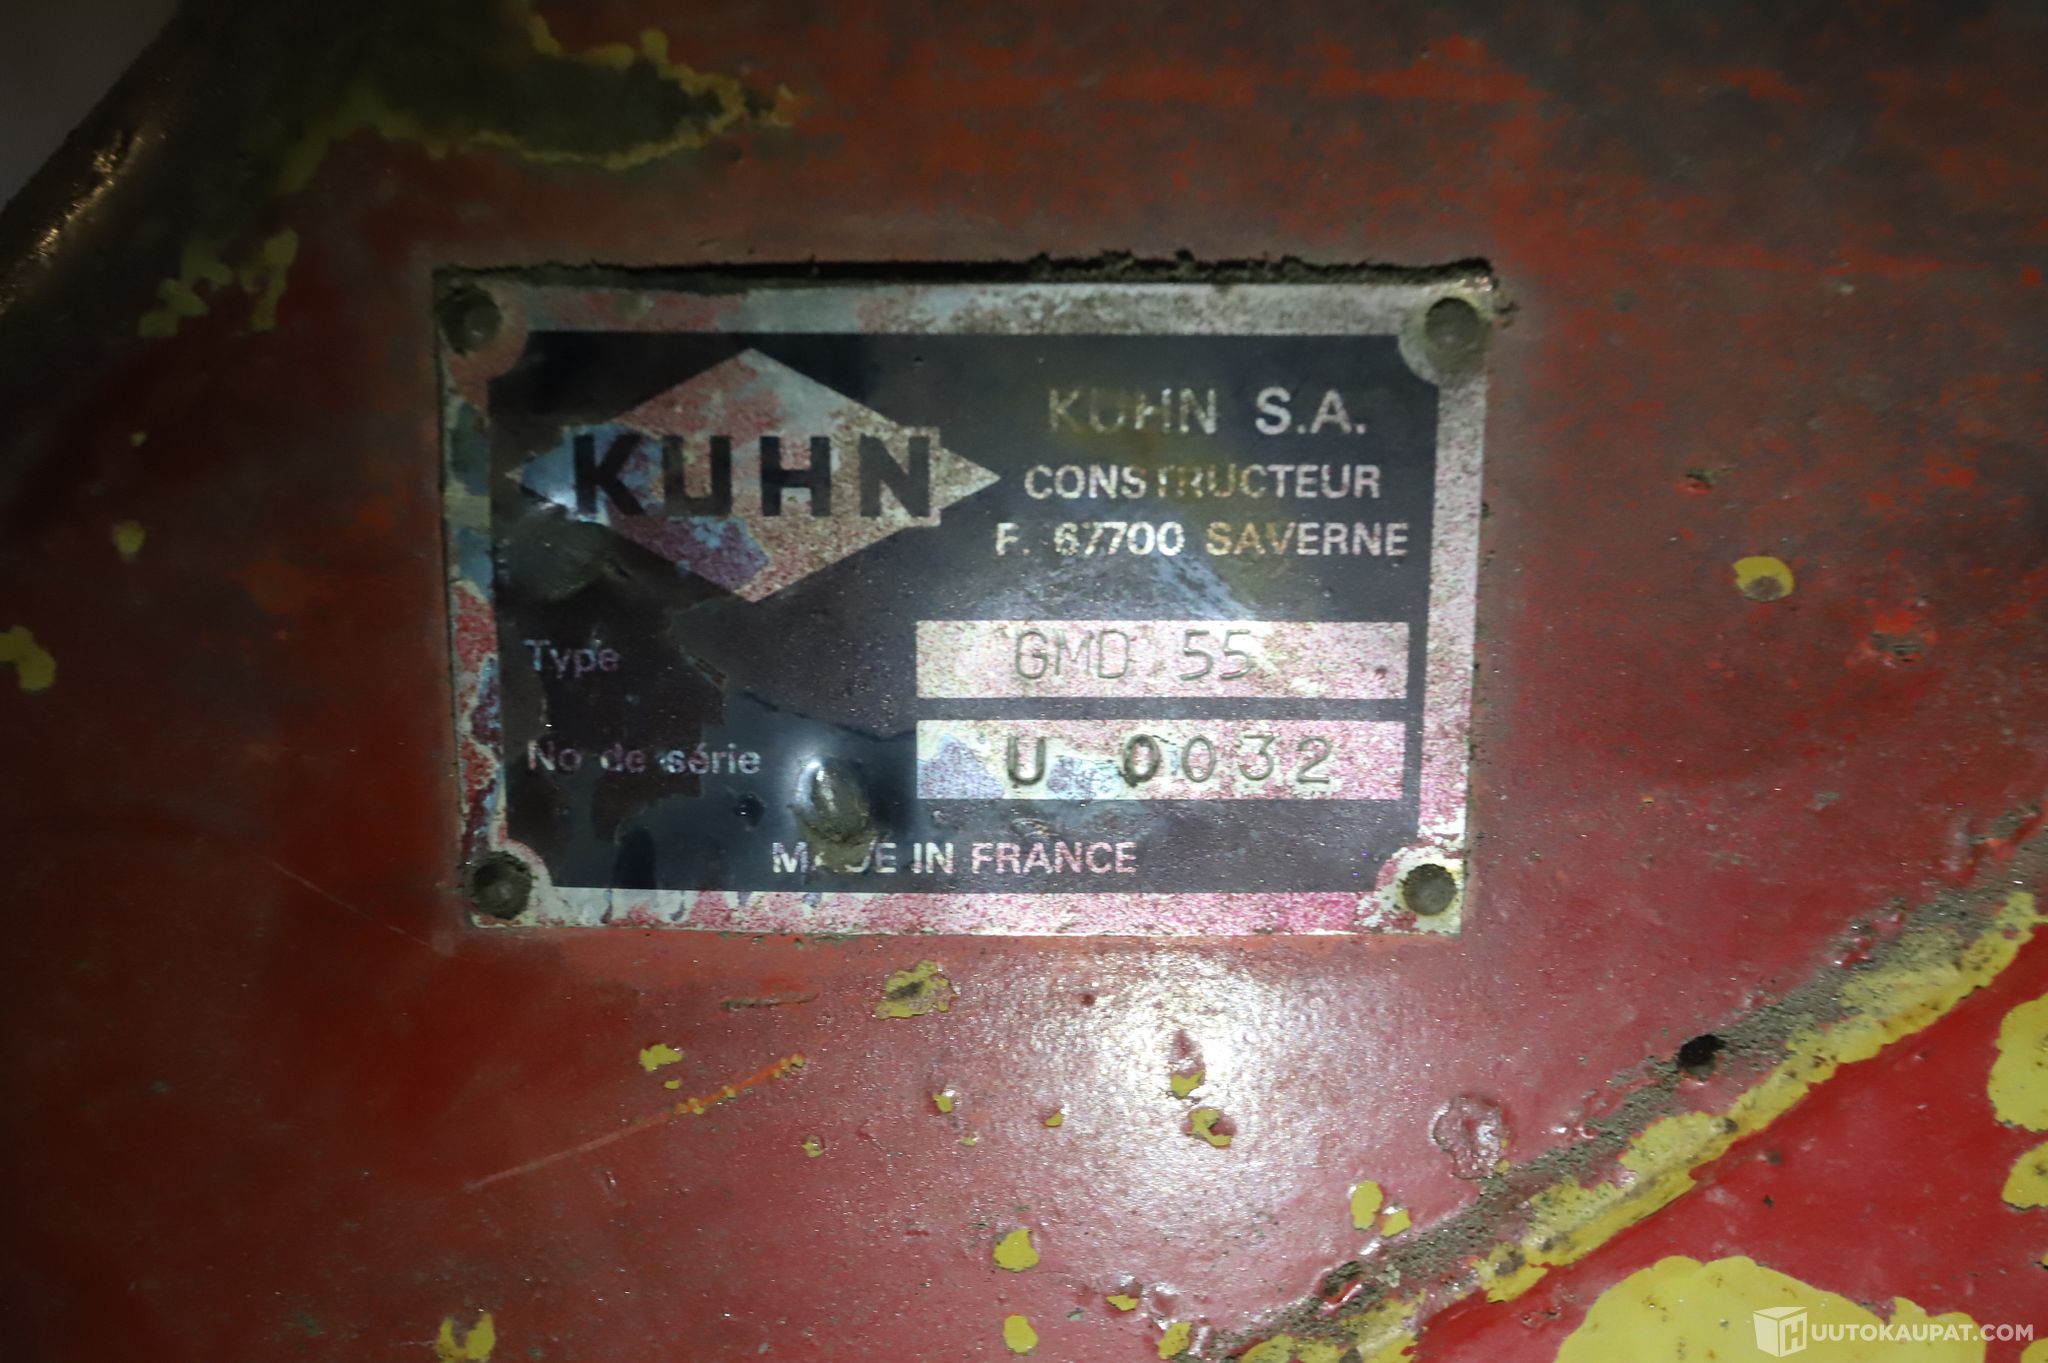 KUHN
KUHN S.A.
CONSTRUCTEUR
F. 67700 SAVERNE
Type GMD 55
No de série U 0032
MADE IN FRANCE
HUUTOKAUPAT.COM